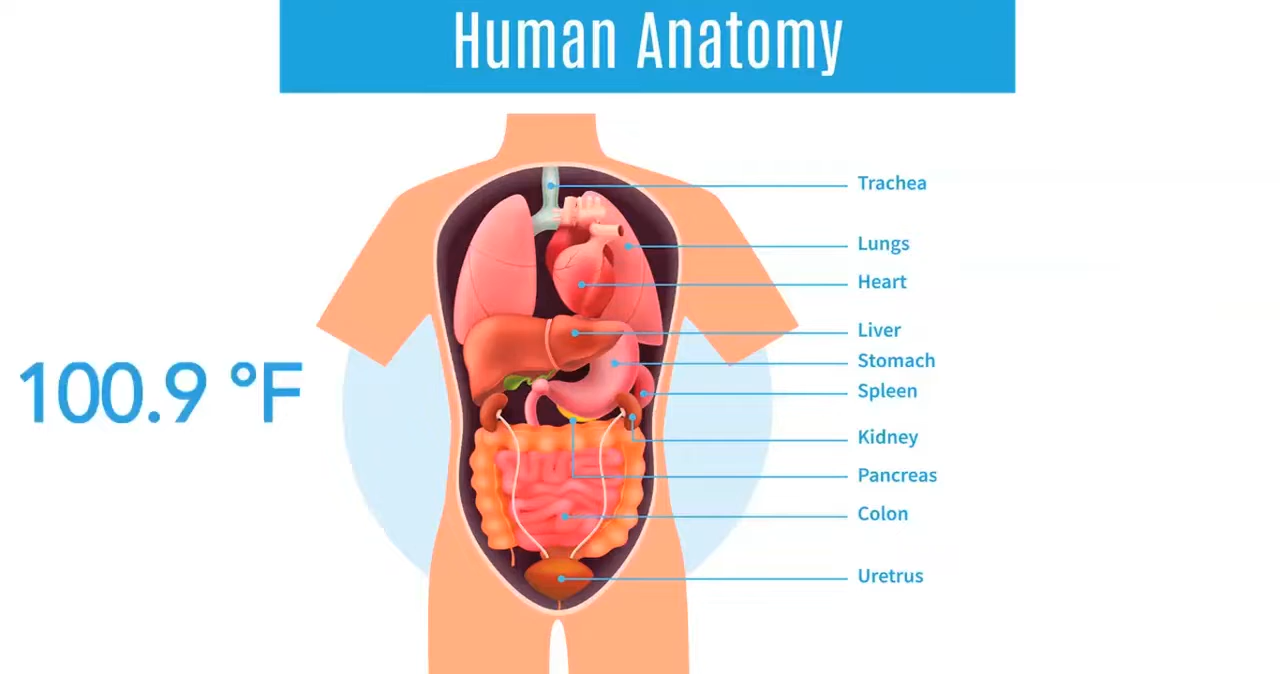 Human Anatomy
Trachea
Lungs
Heart
Liver
Stomach
Spleen
100.9 °F
Kidney
Pancreas
Colon
Uretrus